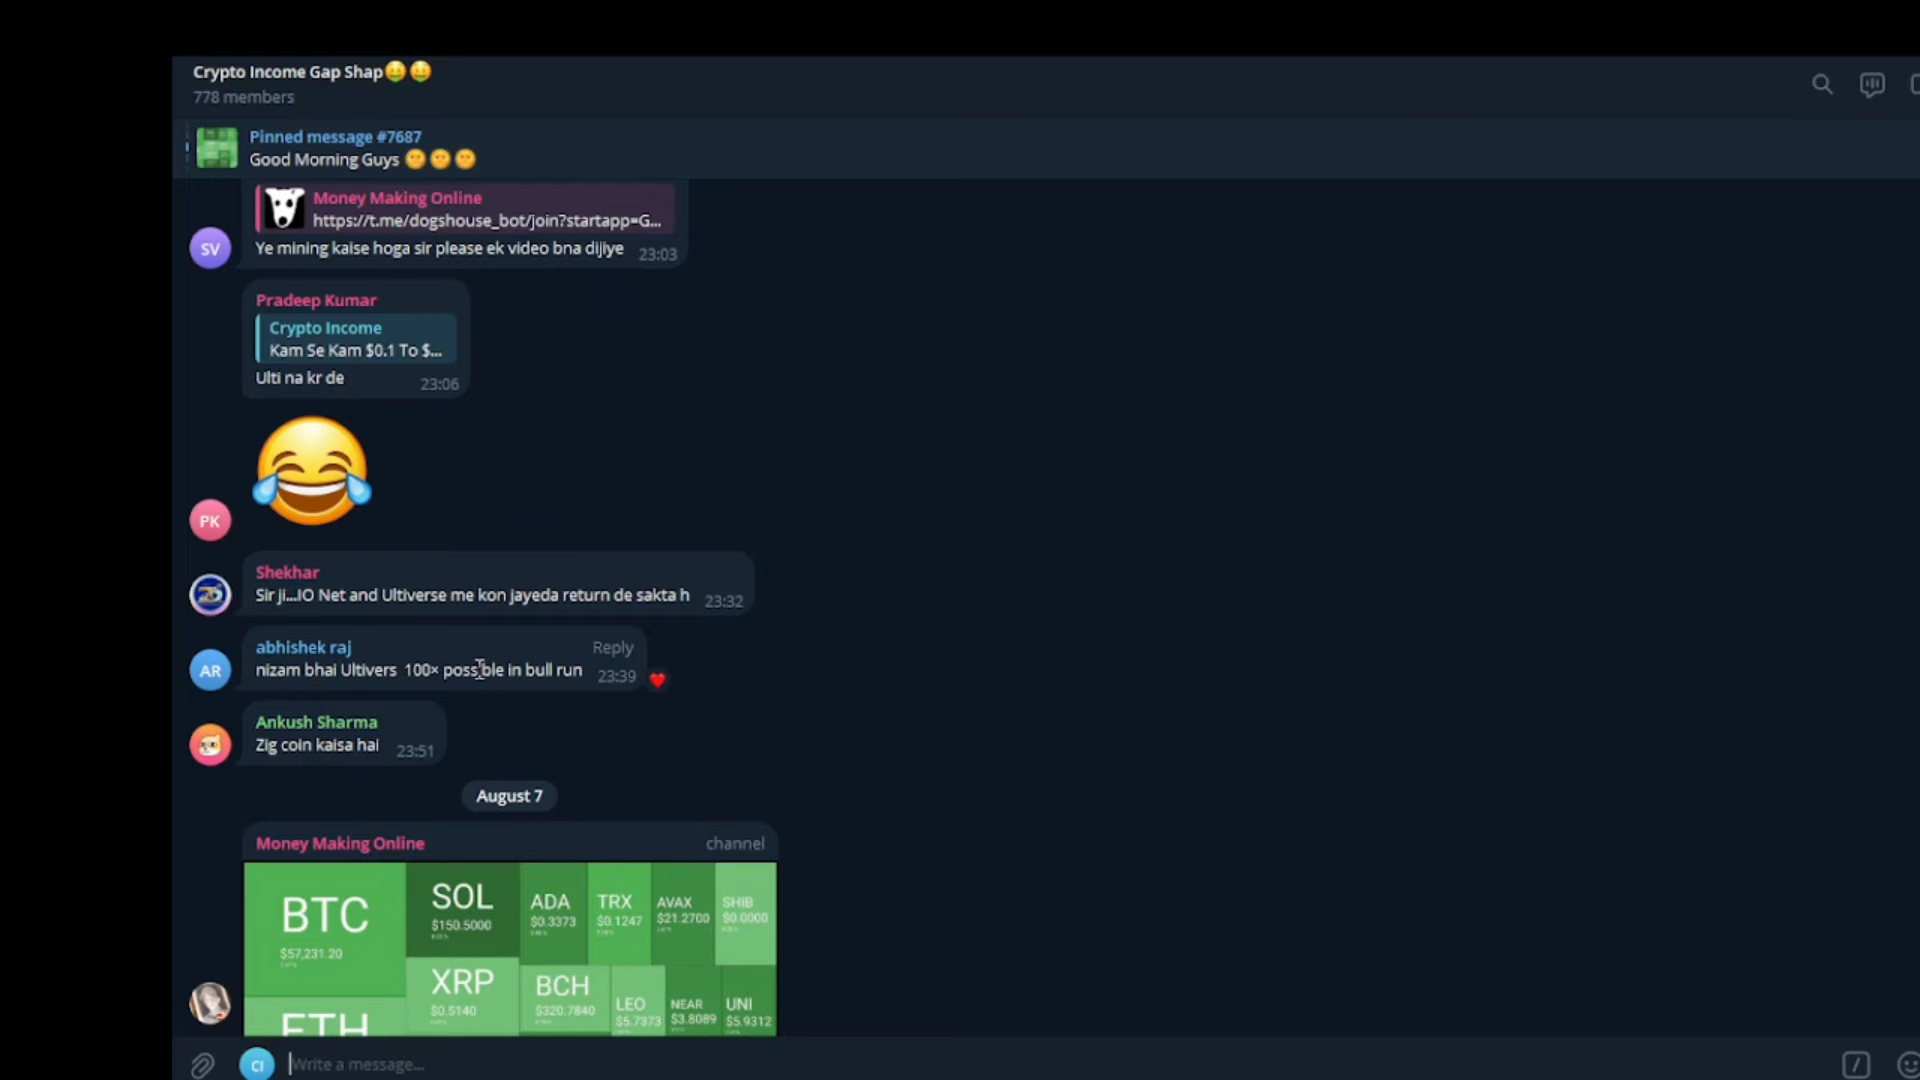 Crypto Income Gap Shap🤑🤑
778 members
Pinned message #7687
Good Morning Guys 🌞🌞🌞
Money Making Online
https://t.me/dogshouse_bot/join?startapp=G...
Ye mining kaise hoga sir please ek video bna dijiye 23:03
SV
Pradeep Kumar
Crypto Income
Kam Se Kam $0.1 To $...
Ulti na kr de 23:06
😂
PK
Shekhar
Sir ji...IO Net and Ultiverse me kon jayeda return de sakta h 23:32
abhishek raj Reply
AR
nizam bhai Ultivers 100× possible in bull run 23:39 ❤
Ankush Sharma
Zig coin kaisa hai 23:51
August 7
Money Making Online channel
BTC
$57,231.20
SOL
$150.5000
ADA
$0.3373
TRX
$0.1247
AVAX
$21.2700
SHIB
$0.0000
ETH
XRP
$0.5140
BCH
$320.7840
LEO
$5.7373
NEAR
$3.8089
UNI
$5.9312
CI
Write a message...